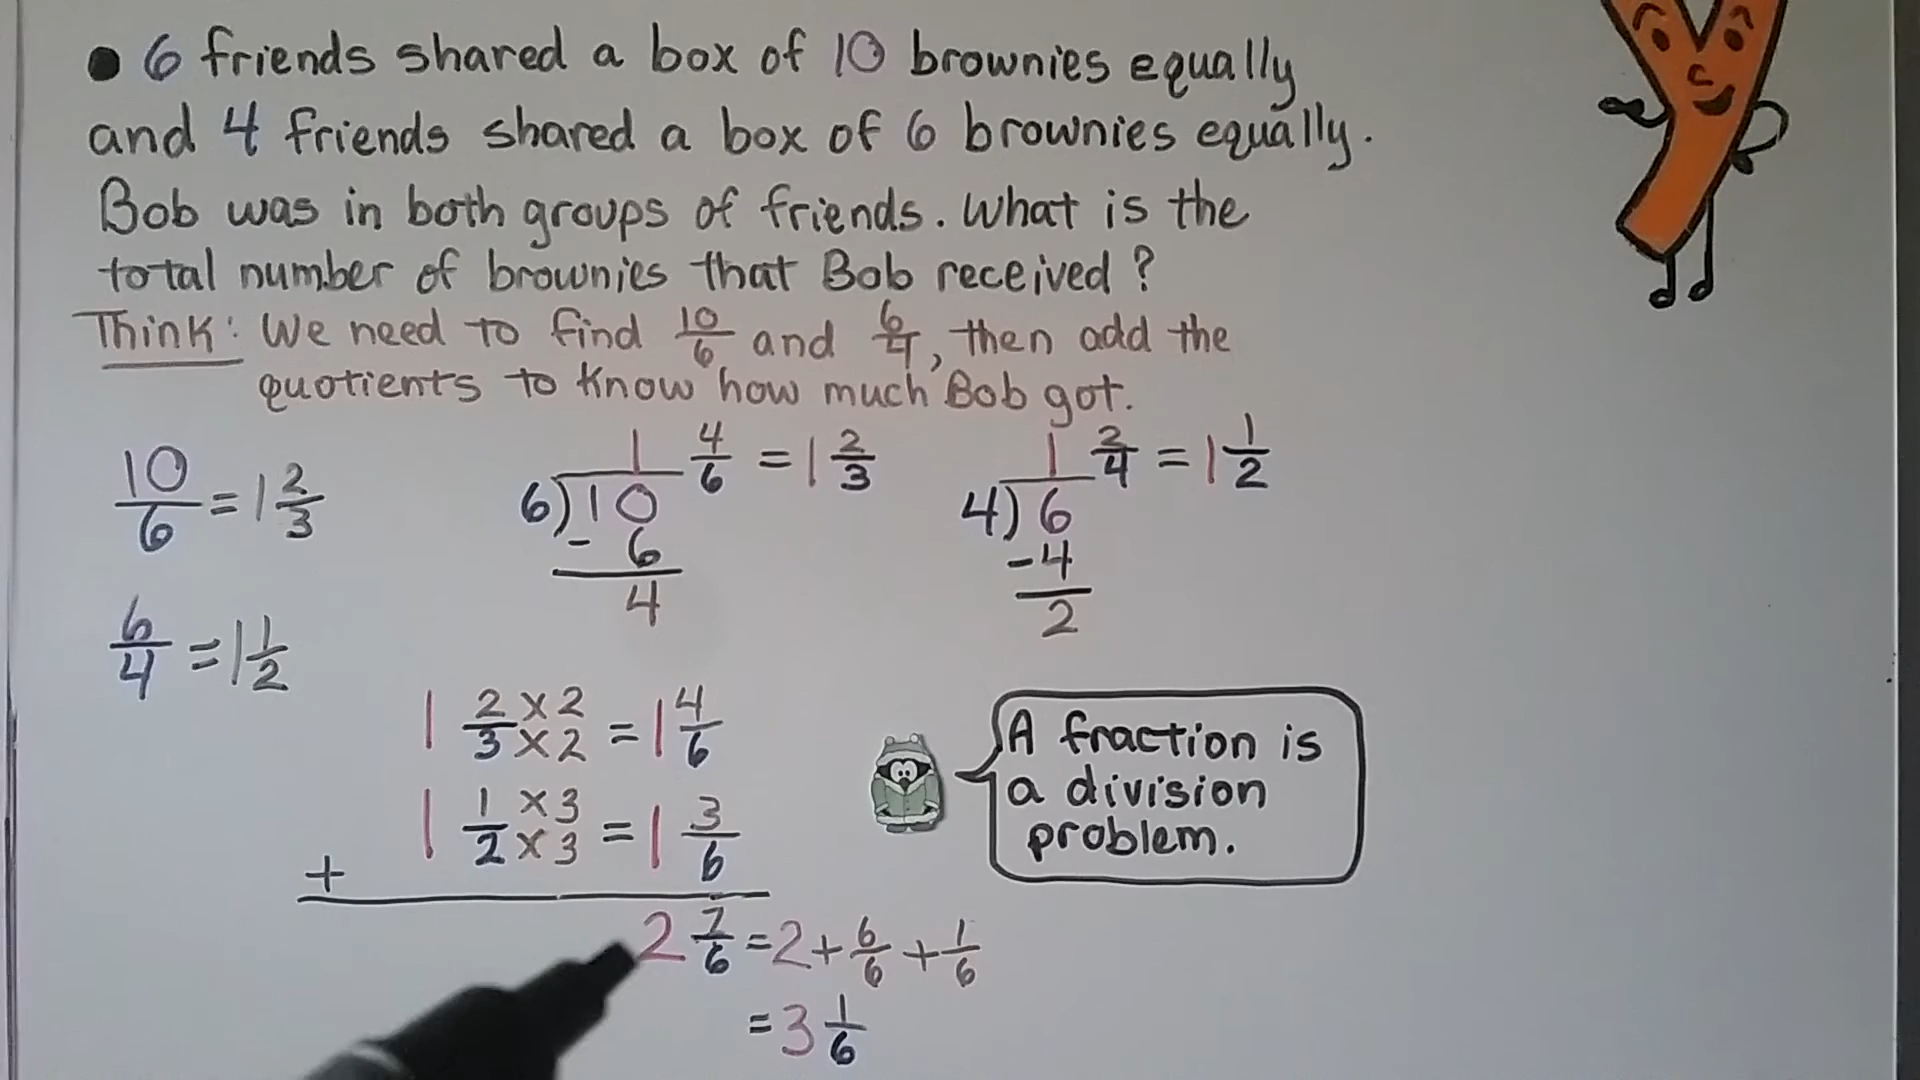 • 6 friends shared a box of 10 brownies equally
and 4 friends shared a box of 6 brownies equally.
Bob was in both groups of friends. What is the
total number of brownies that Bob received?
Think: We need to find 10/6 and 6/4, then add the
quotients to know how much Bob got.
10/6 = 1 2/3
1 4/6 = 1 2/3
6)10
- 6
4
1 2/4 = 1 1/2
4) 6
- 4
2
6/4 = 1 1/2
1 2/3 × 2 × 2 = 1 4/6
1 1/2 × 3 × 3 = 1 3/6
+
2 7/6 = 2 + 6/6 + 1/6
= 3 1/6
A fraction is
a division
problem.